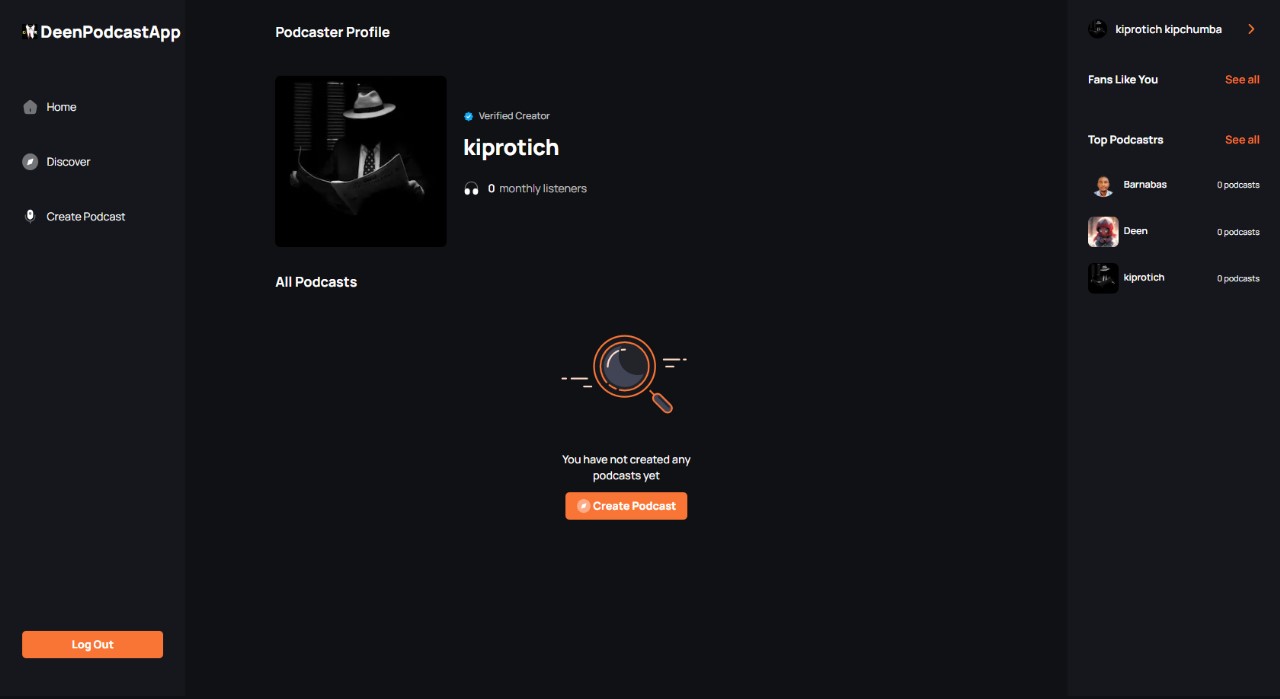 DeenPodcastApp
Home
Discover
Create Podcast
Log Out
Podcaster Profile
Verified Creator
kiprotich
0 monthly listeners
All Podcasts
You have not created any
podcasts yet
Create Podcast
kiprotich kipchumba
Fans Like You See all
Top Podcastrs See all
Barnabas 0 podcasts
Deen 0 podcasts
kiprotich 0 podcasts